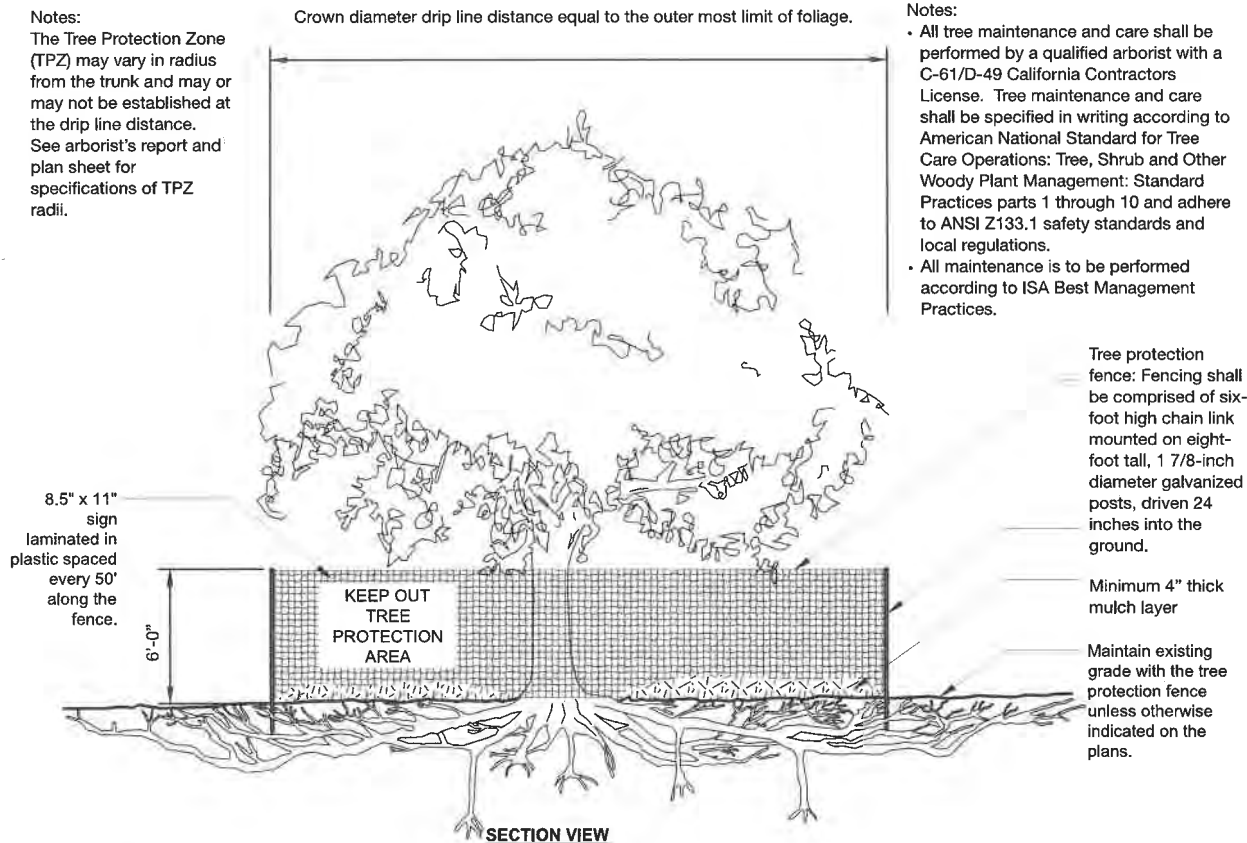 Notes:
The Tree Protection Zone
(TPZ) may vary in radius
from the trunk and may or
may not be established at
the drip line distance.
See arborist's report and
plan sheet for
specifications of TPZ
radii.
Crown diameter drip line distance equal to the outer most limit of foliage.
Notes:
• All tree maintenance and care shall be
performed by a qualified arborist with a
C-61/D-49 California Contractors
License. Tree maintenance and care
shall be specified in writing according to
American National Standard for Tree
Care Operations: Tree, Shrub and Other
Woody Plant Management: Standard
Practices parts 1 through 10 and adhere
to ANSI Z133.1 safety standards and
local regulations.
• All maintenance is to be performed
according to ISA Best Management
Practices.
Tree protection
fence: Fencing shall
be comprised of six-
foot high chain link
mounted on eight-
foot tall, 1 7/8-inch
diameter galvanized
posts, driven 24
inches into the
ground.
Minimum 4" thick
mulch layer
Maintain existing
grade with the tree
protection fence
unless otherwise
indicated on the
plans.
8.5" x 11"
sign
laminated in
plastic spaced
every 50'
along the
fence.
6'-0"
KEEP OUT
TREE
PROTECTION
AREA
SECTION VIEW